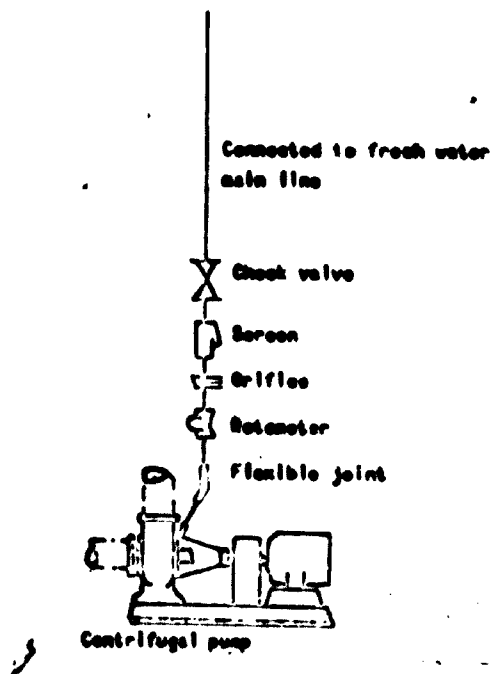 Connected to fresh water
main line
Check valve
Screen
Orifice
Rotameter
Flexible joint
Centrifugal pump